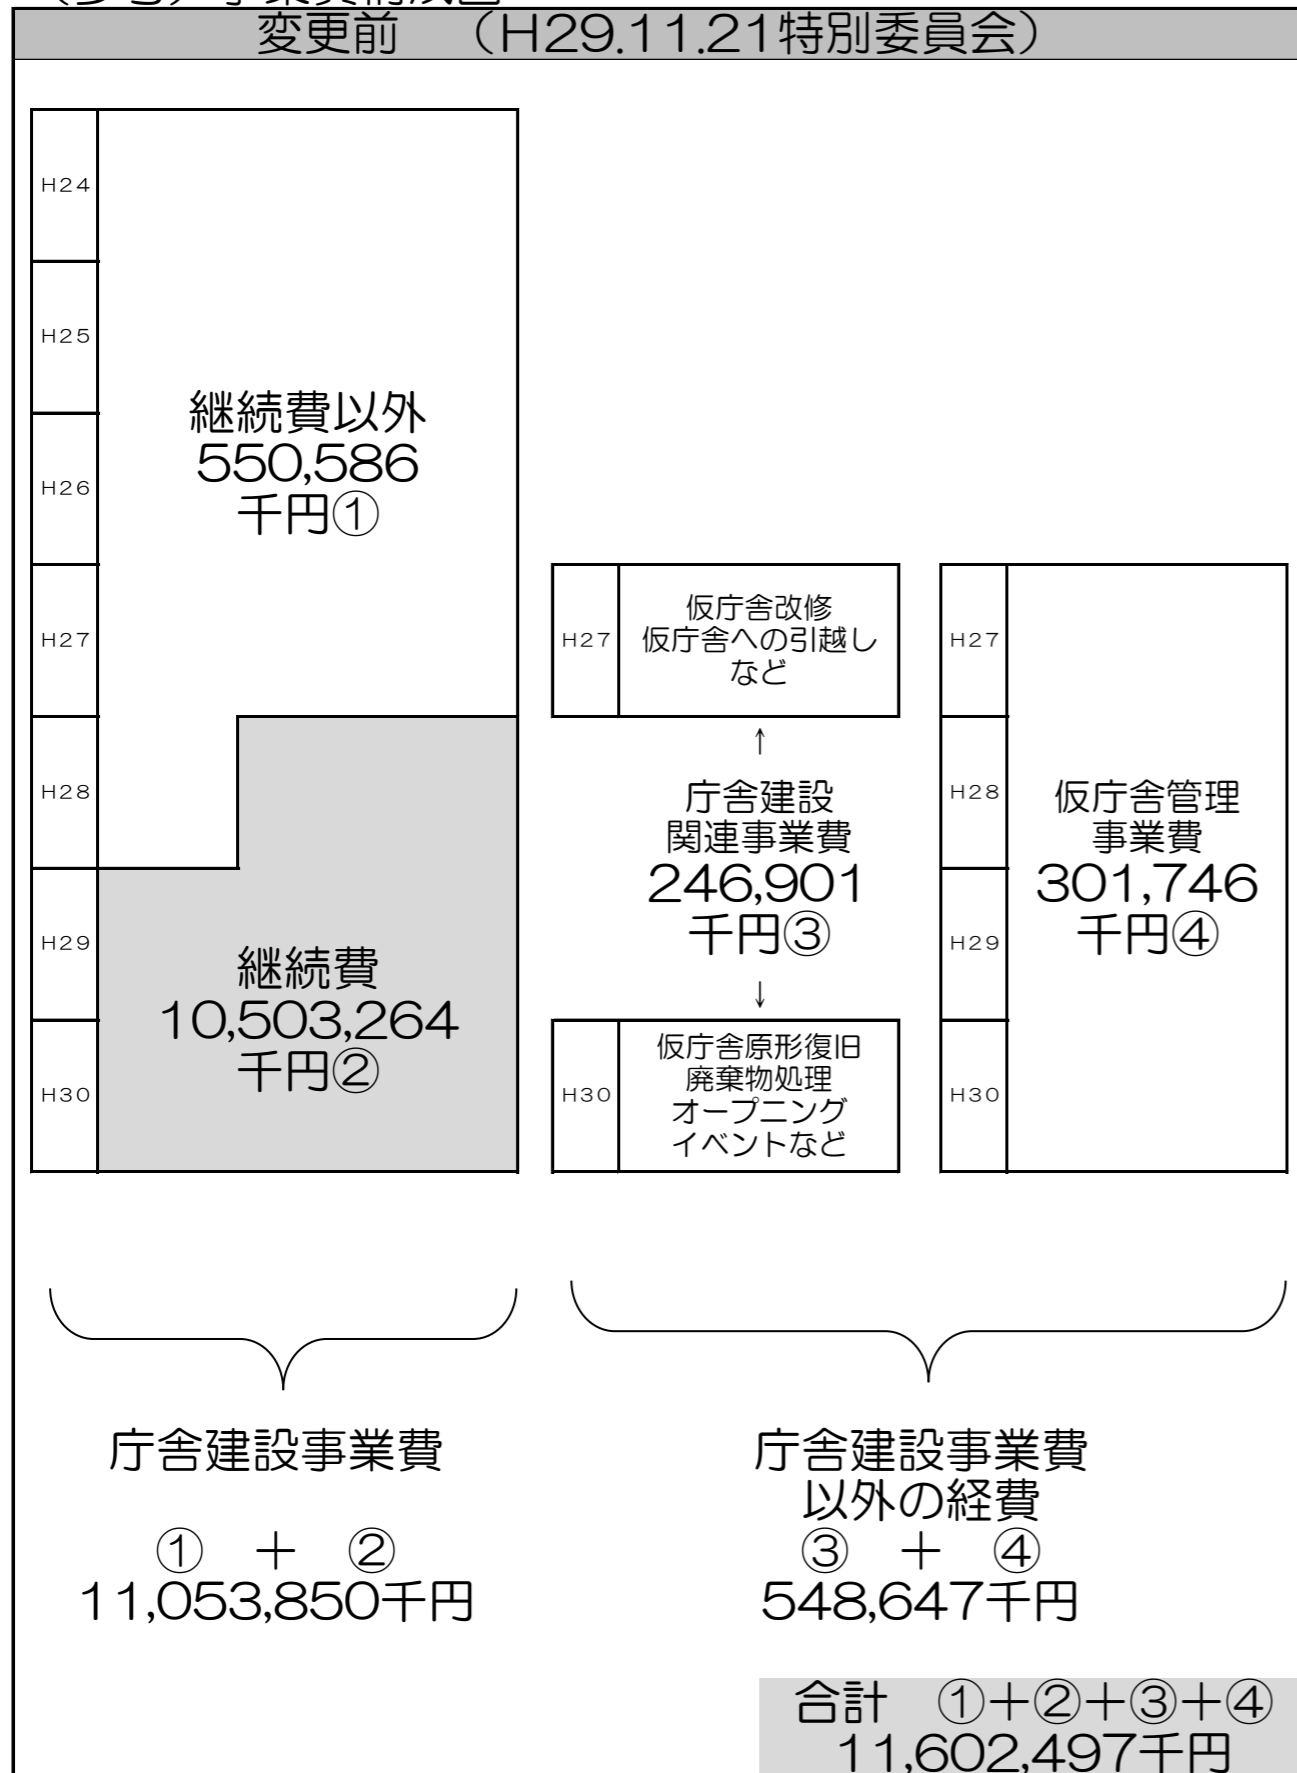 変更前　（H29.11.21特別委員会）
H24
H25
H26
H27
H28
H29
H30
継続費以外
550,586
千円①
継続費
10,503,264
千円②
H27
仮庁舎改修
仮庁舎への引越し
など
↑
庁舎建設
関連事業費
246,901
千円③
↓
H30
仮庁舎原形復旧
廃棄物処理
オープニング
イベントなど
H27
H28
H29
H30
仮庁舎管理
事業費
301,746
千円④
庁舎建設事業費
①　＋　②
11,053,850千円
庁舎建設事業費
以外の経費
③　＋　④
548,647千円
合計　①＋②＋③＋④
11,602,497千円